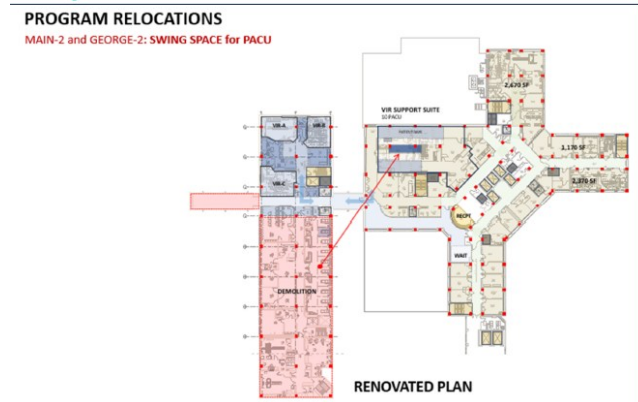 PROGRAM RELOCATIONS
MAIN-2 and GEORGE-2: SWING SPACE for PACU
2,670 SF
VIR SUPPORT SUITE
10 PACU
VIR-A
VIR-B
1,170 SF
VIR-C
2,370 SF
RECPT
WAIT
DEMOLITION
RENOVATED PLAN